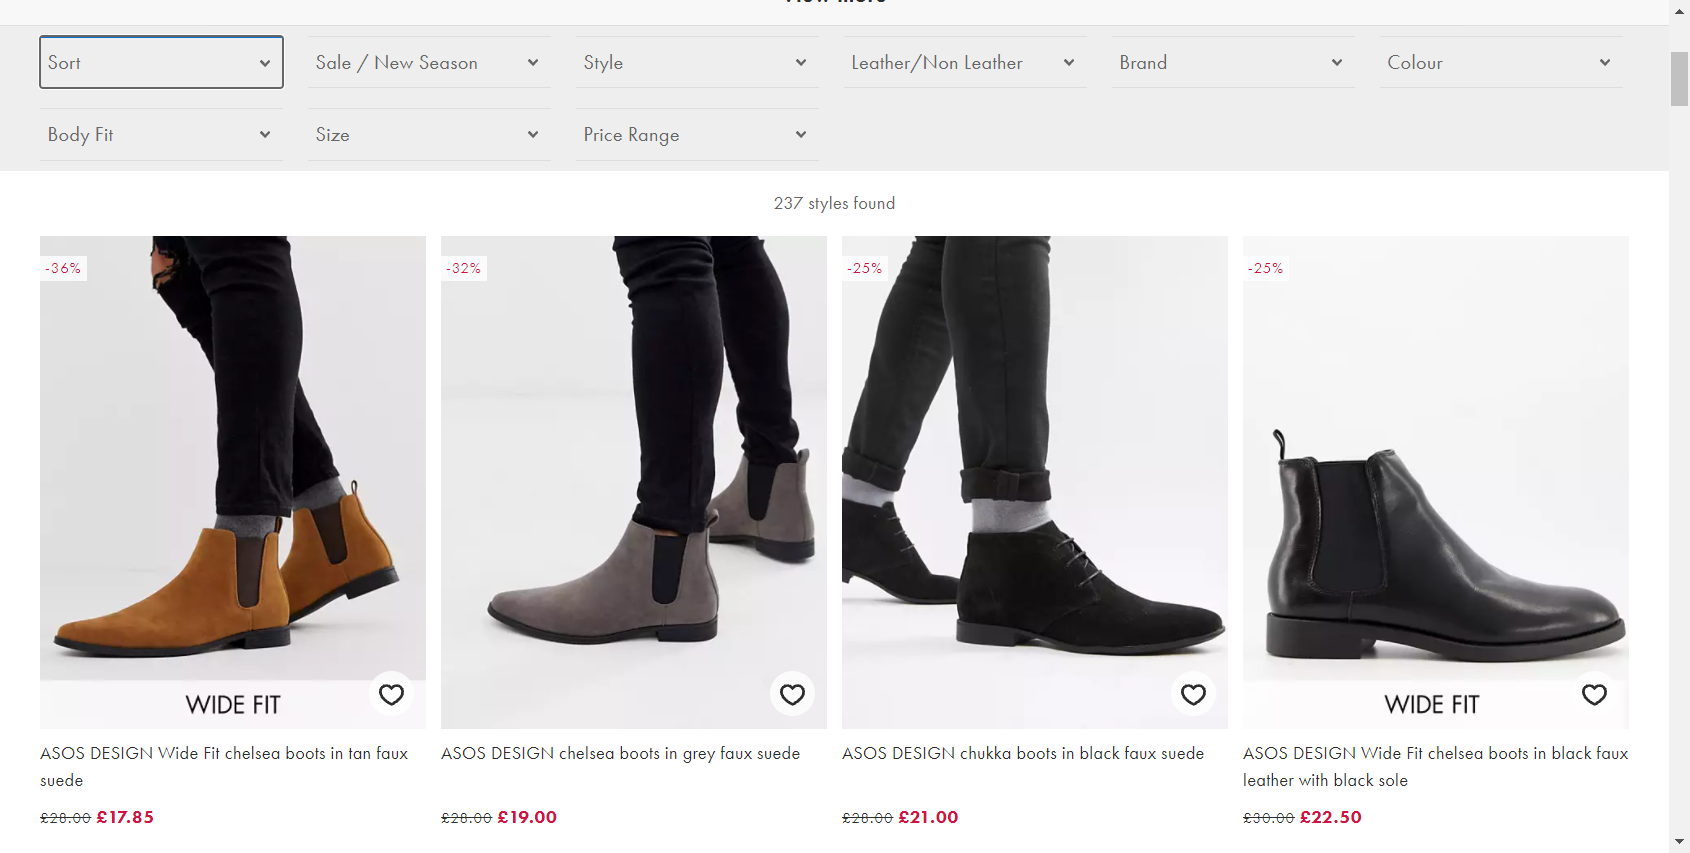 View more
Sort
Sale / New Season
Style
Leather/Non Leather
Brand
Colour
Body Fit
Size
Price Range
237 styles found
-36%
-32%
-25%
-25%
WIDE FIT
WIDE FIT
ASOS DESIGN Wide Fit chelsea boots in tan faux
suede
£28.00 £17.85
ASOS DESIGN chelsea boots in grey faux suede
£28.00 £19.00
ASOS DESIGN chukka boots in black faux suede
£28.00 £21.00
ASOS DESIGN Wide Fit chelsea boots in black faux
leather with black sole
£30.00 £22.50